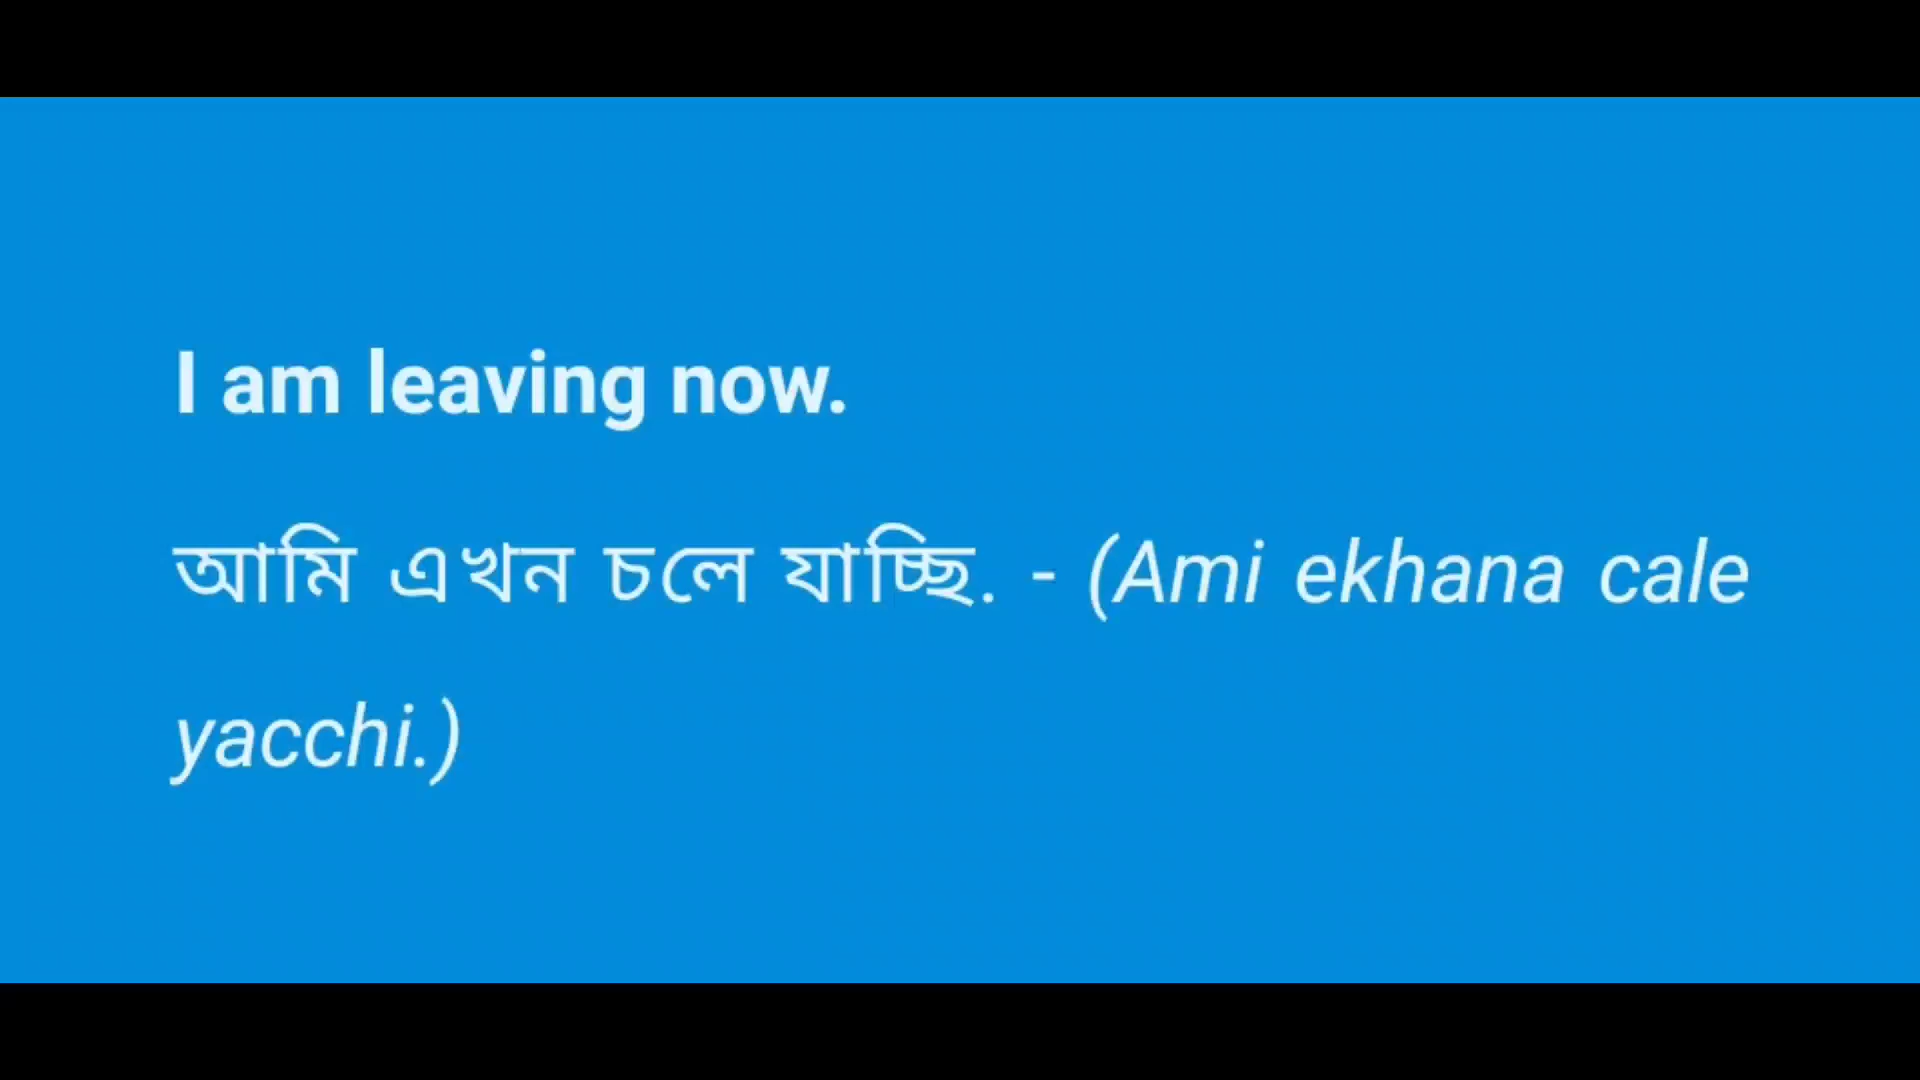 I am leaving now.
আমি এখন চলে যাচ্ছি. - (Ami ekhana cale
yacchi.)